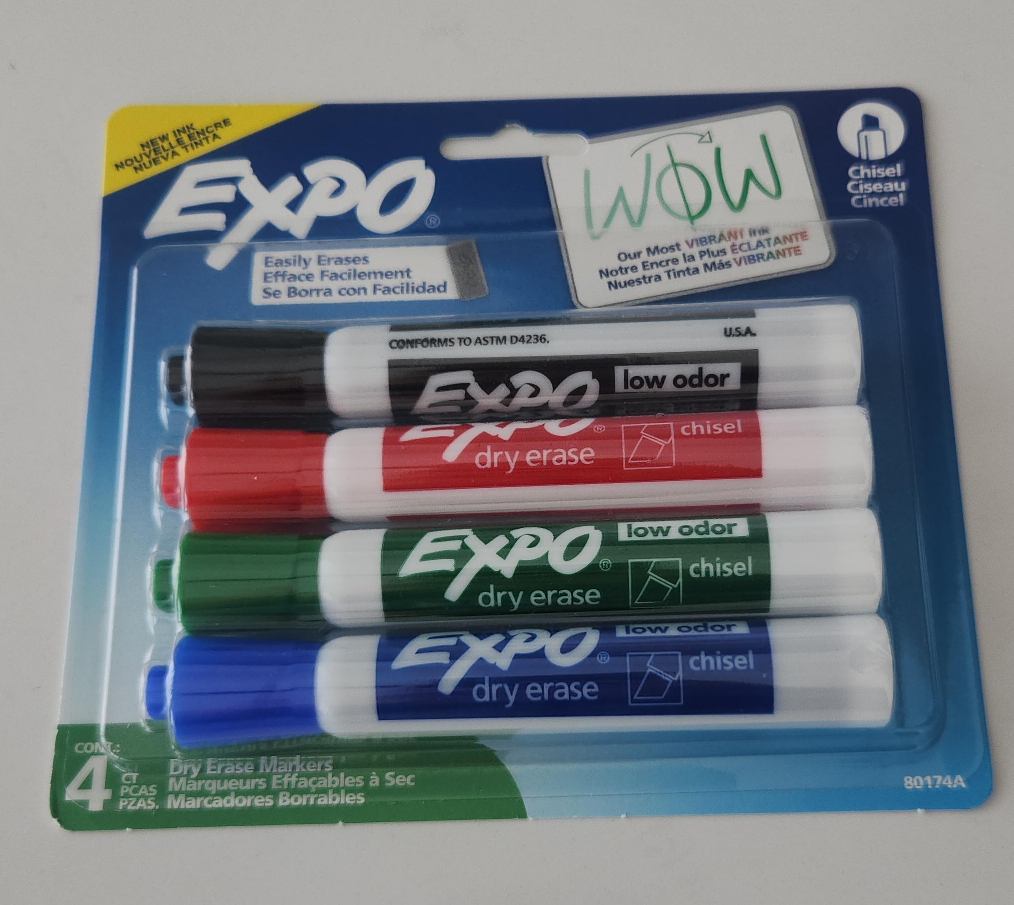 NEW INK
NOUVELLE ENCRE
NUEVA TINTA
EXPO®
WOW
Chisel
Ciseau
Cincel
Our Most VIBRANT Ink
Notre Encre la Plus ÉCLATANTE
Nuestra Tinta Más VIBRANTE
Easily Erases
Efface Facilement
Se Borra con Facilidad
CONFORMS TO ASTM D4236.
U.S.A.
EXPO low odor
EXPO® chisel
dry erase
EXPO® low odor
chisel
dry erase
EXPO® low odor
chisel
dry erase
CONT.:
4 CT
PCAS
PZAS.
Dry Erase Markers
Marqueurs Effaçables à Sec
Marcadores Borrables
80174A